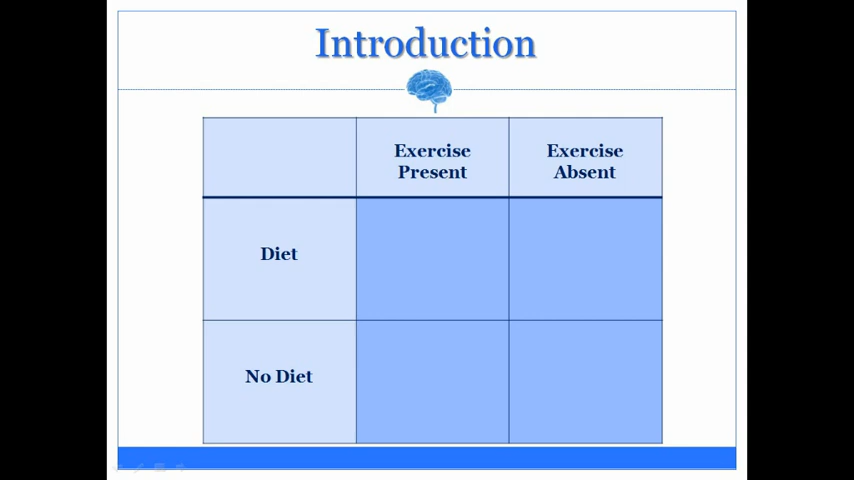 Introduction
Exercise
Present
Exercise
Absent
Diet
No Diet